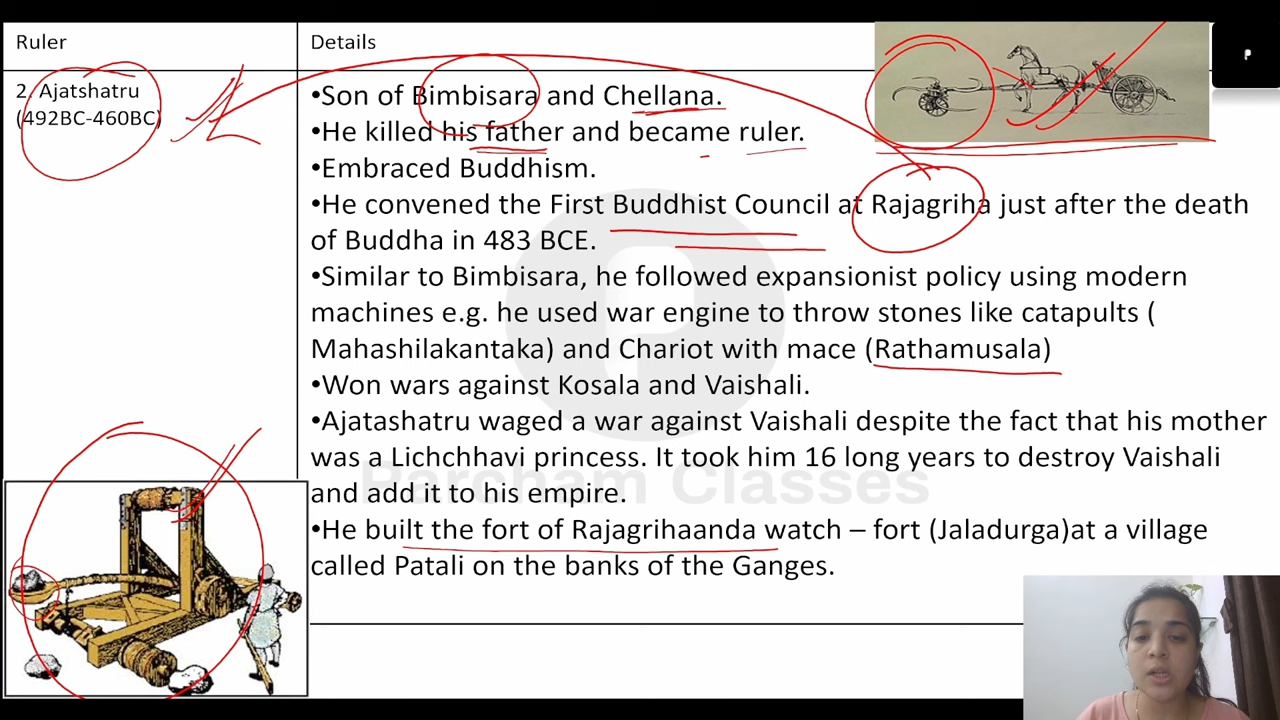 Ruler
Details
2. Ajatshatru
(492BC-460BC)
•Son of Bimbisara and Chellana.
•He killed his father and became ruler.
•Embraced Buddhism.
•He convened the First Buddhist Council at Rajagriha just after the death
of Buddha in 483 BCE.
•Similar to Bimbisara, he followed expansionist policy using modern
machines e.g. he used war engine to throw stones like catapults (
Mahashilakantaka) and Chariot with mace (Rathamusala)
•Won wars against Kosala and Vaishali.
•Ajatashatru waged a war against Vaishali despite the fact that his mother
was a Lichchhavi princess. It took him 16 long years to destroy Vaishali
and add it to his empire.
•He built the fort of Rajagrihaanda watch – fort (Jaladurga)at a village
called Patali on the banks of the Ganges.
Parcham Classes